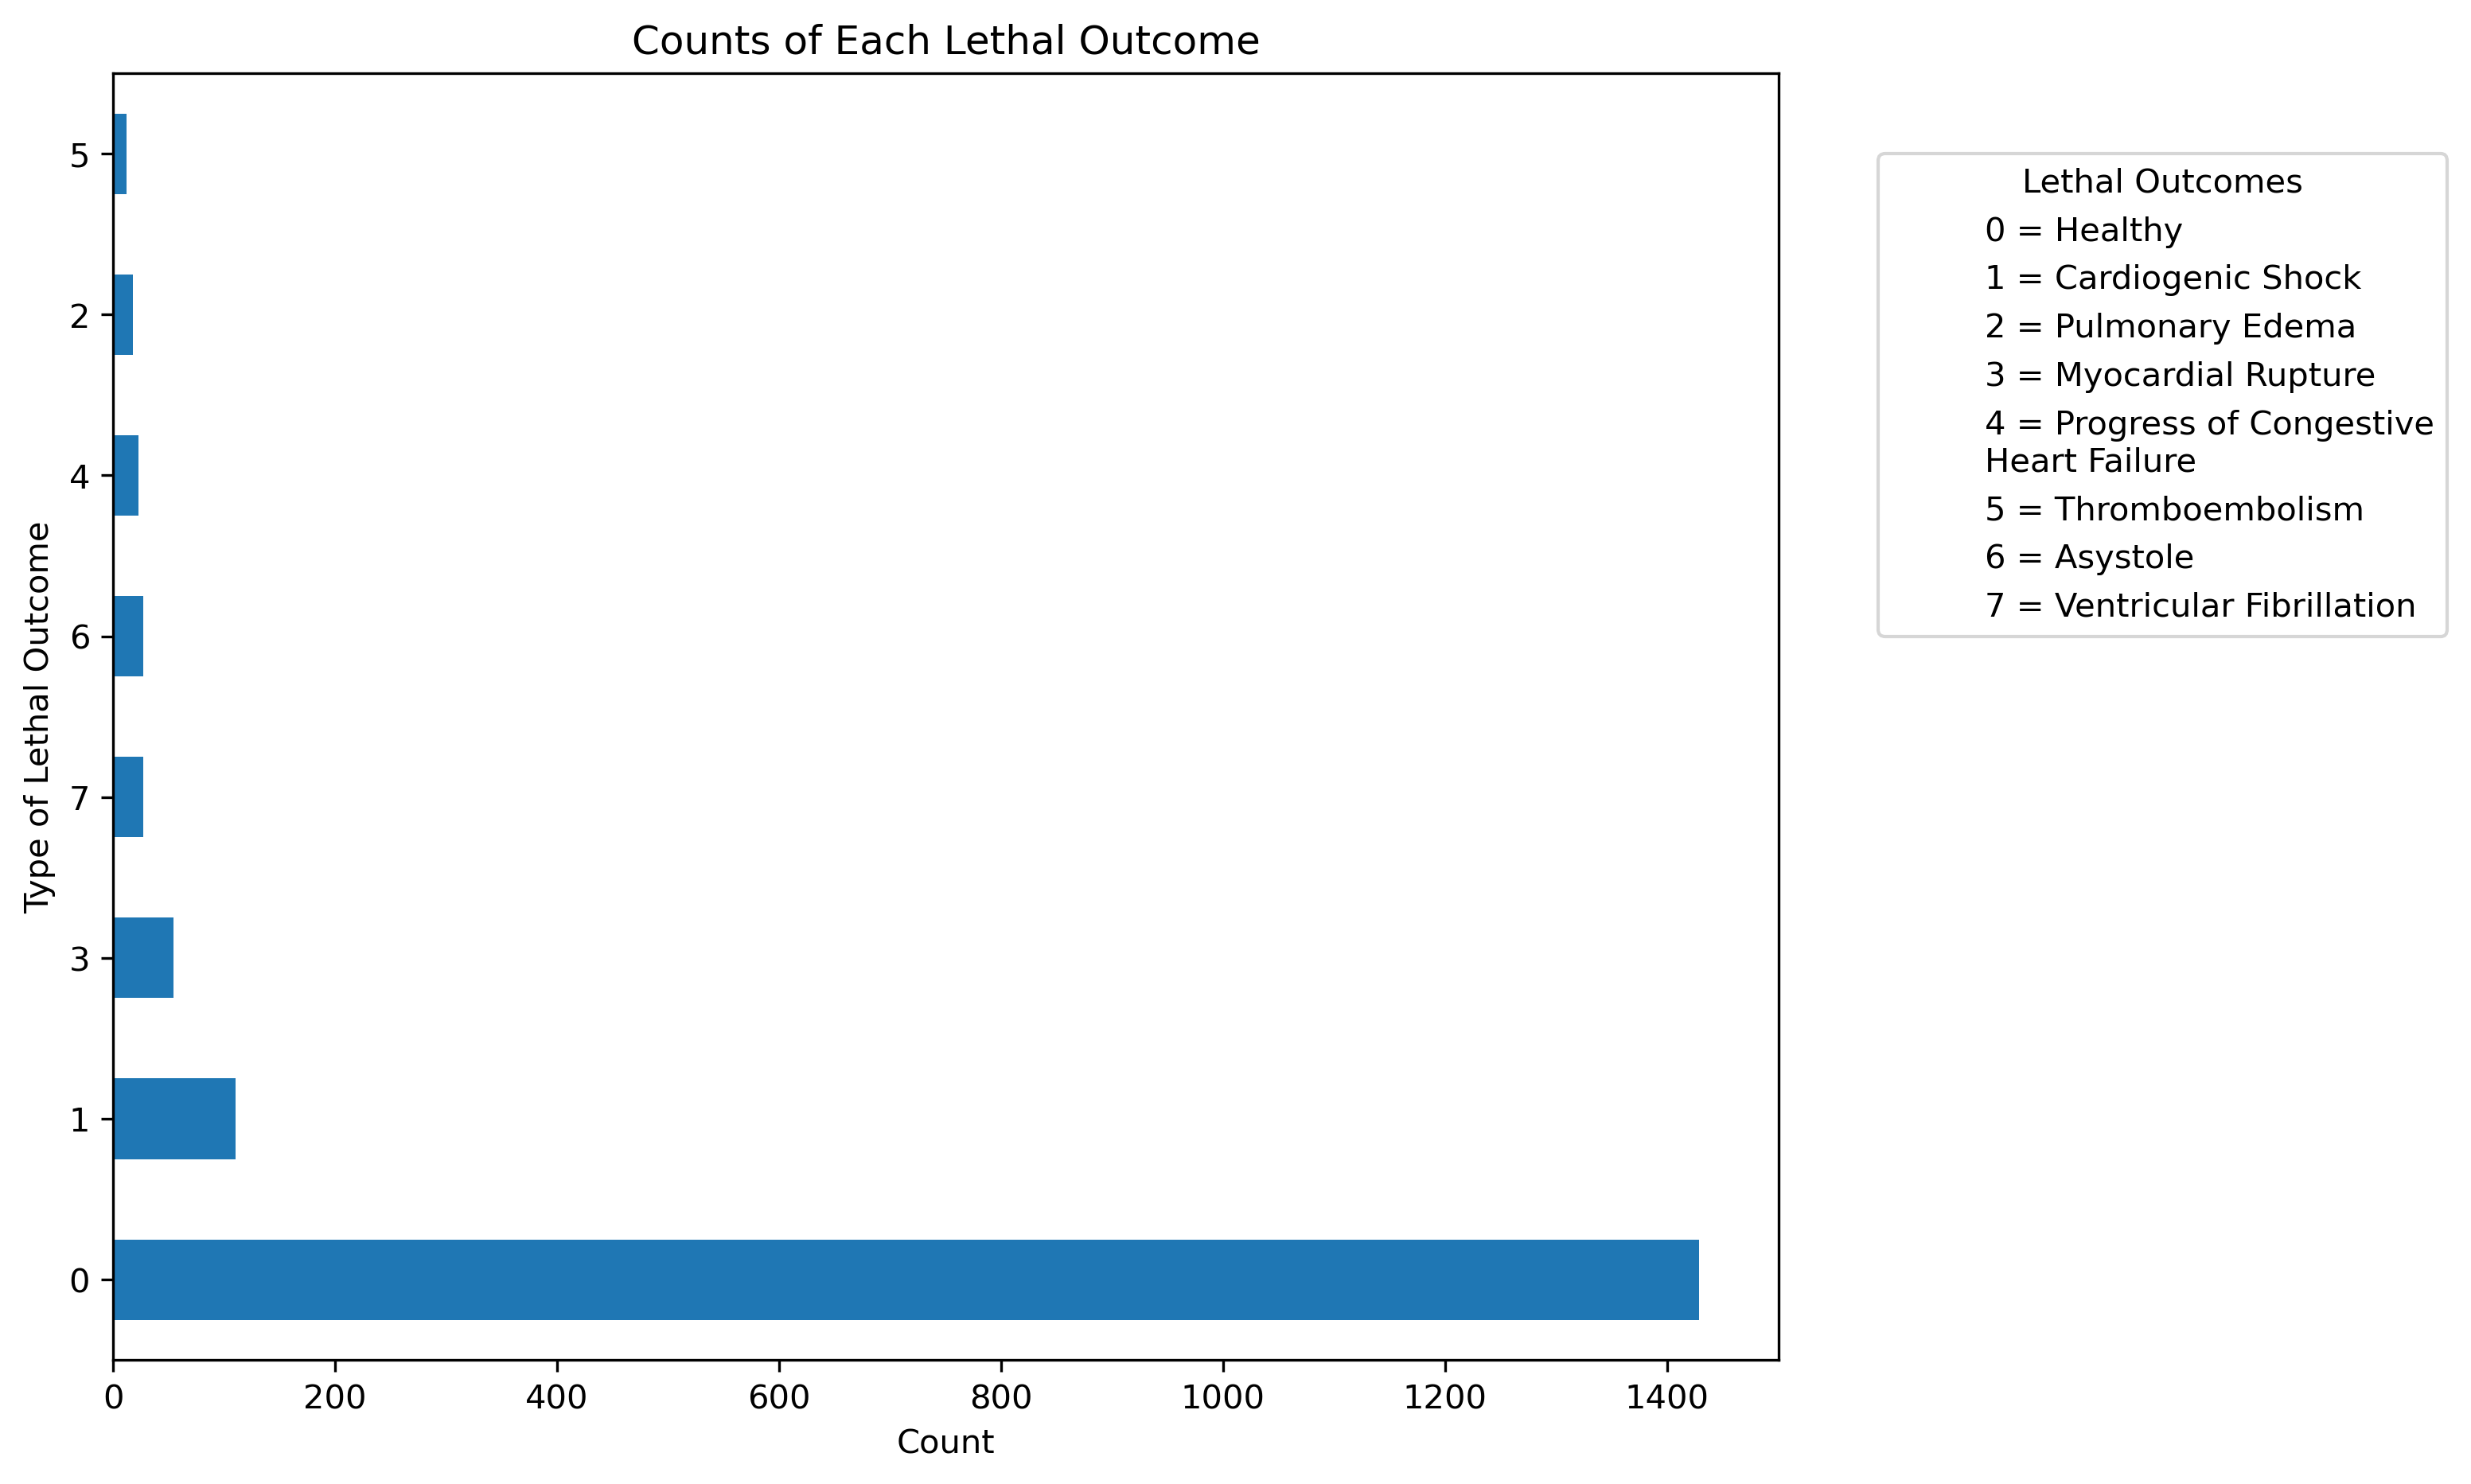 Counts of Each Lethal Outcome
Type of Lethal Outcome
5
2
4
6
7
3
1
0
0 200 400 600 800 1000 1200 1400
Count
Lethal Outcomes
0 = Healthy
1 = Cardiogenic Shock
2 = Pulmonary Edema
3 = Myocardial Rupture
4 = Progress of Congestive
Heart Failure
5 = Thromboembolism
6 = Asystole
7 = Ventricular Fibrillation